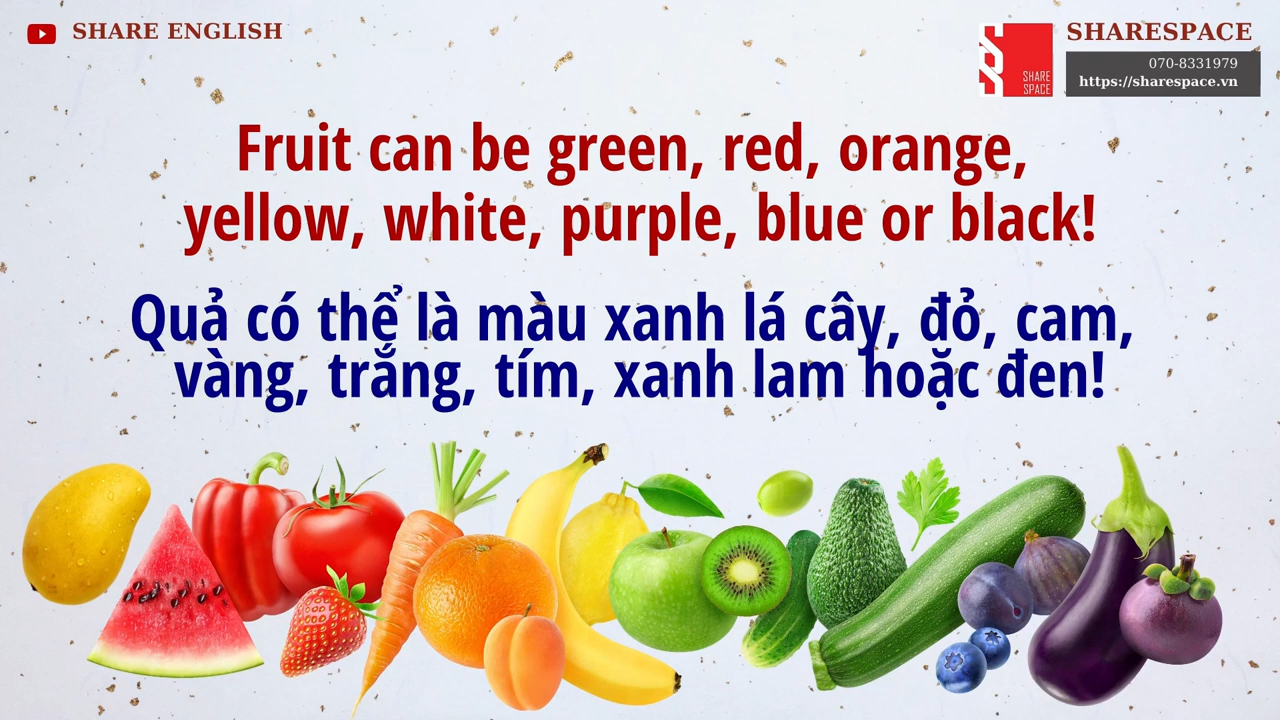 SHARE ENGLISH
SHARESPACE
SHARE
SPACE
070-8331979
https://sharespace.vn
Fruit can be green, red, orange,
yellow, white, purple, blue or black!
Quả có thể là màu xanh lá cây, đỏ, cam,
vàng, trắng, tím, xanh lam hoặc đen!